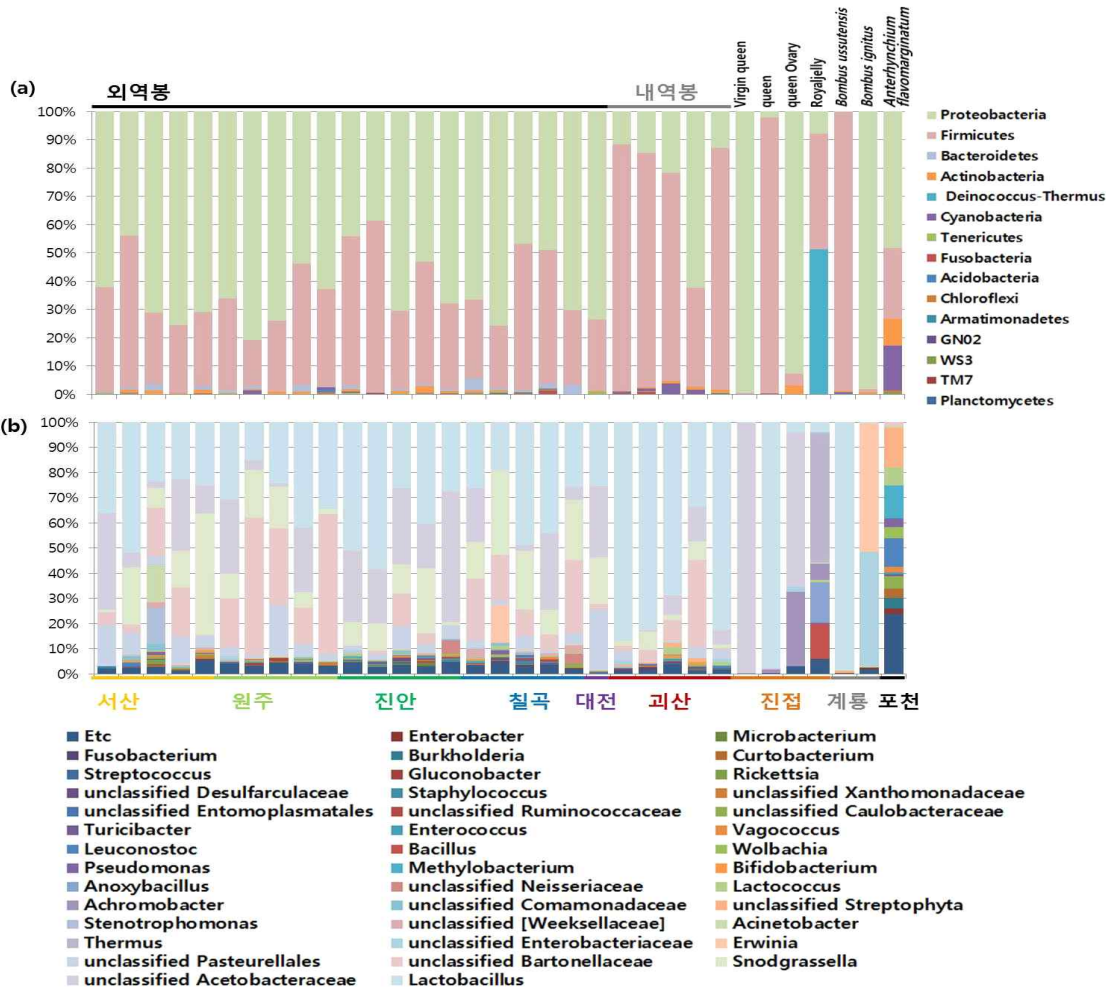 (a)
외역봉
내역봉
Virgin queen
queen
queen Ovary
Royaljelly
Bombus ussutensis
Bombus ignitus
Anterhynchium
flavomarginatum
100%
90%
80%
70%
60%
50%
40%
30%
20%
10%
0%
Proteobacteria
Firmicutes
Bacteroidetes
Actinobacteria
Deinococcus-Thermus
Cyanobacteria
Tenericutes
Fusobacteria
Acidobacteria
Chloroflexi
Armatimonadetes
GN02
WS3
TM7
Planctomycetes
(b)
100%
90%
80%
70%
60%
50%
40%
30%
20%
10%
0%
서산 원주 진안 칠곡 대전 괴산 진접 계룡 포천
Etc Enterobacter Microbacterium
Fusobacterium Burkholderia Curtobacterium
Streptococcus Gluconobacter Rickettsia
unclassified Desulfarculaceae Staphylococcus unclassified Xanthomonadaceae
unclassified Entomoplasmatales unclassified Ruminococcaceae unclassified Caulobacteraceae
Turicibacter Enterococcus Vagococcus
Leuconostoc Bacillus Wolbachia
Pseudomonas Methylobacterium Bifidobacterium
Anoxybacillus unclassified Neisseriaceae Lactococcus
Achromobacter unclassified Comamonadaceae unclassified Streptophyta
Stenotrophomonas unclassified [Weeksellaceae] Acinetobacter
Thermus unclassified Enterobacteriaceae Erwinia
unclassified Pasteurellales unclassified Bartonellaceae Snodgrassella
unclassified Acetobacteraceae Lactobacillus